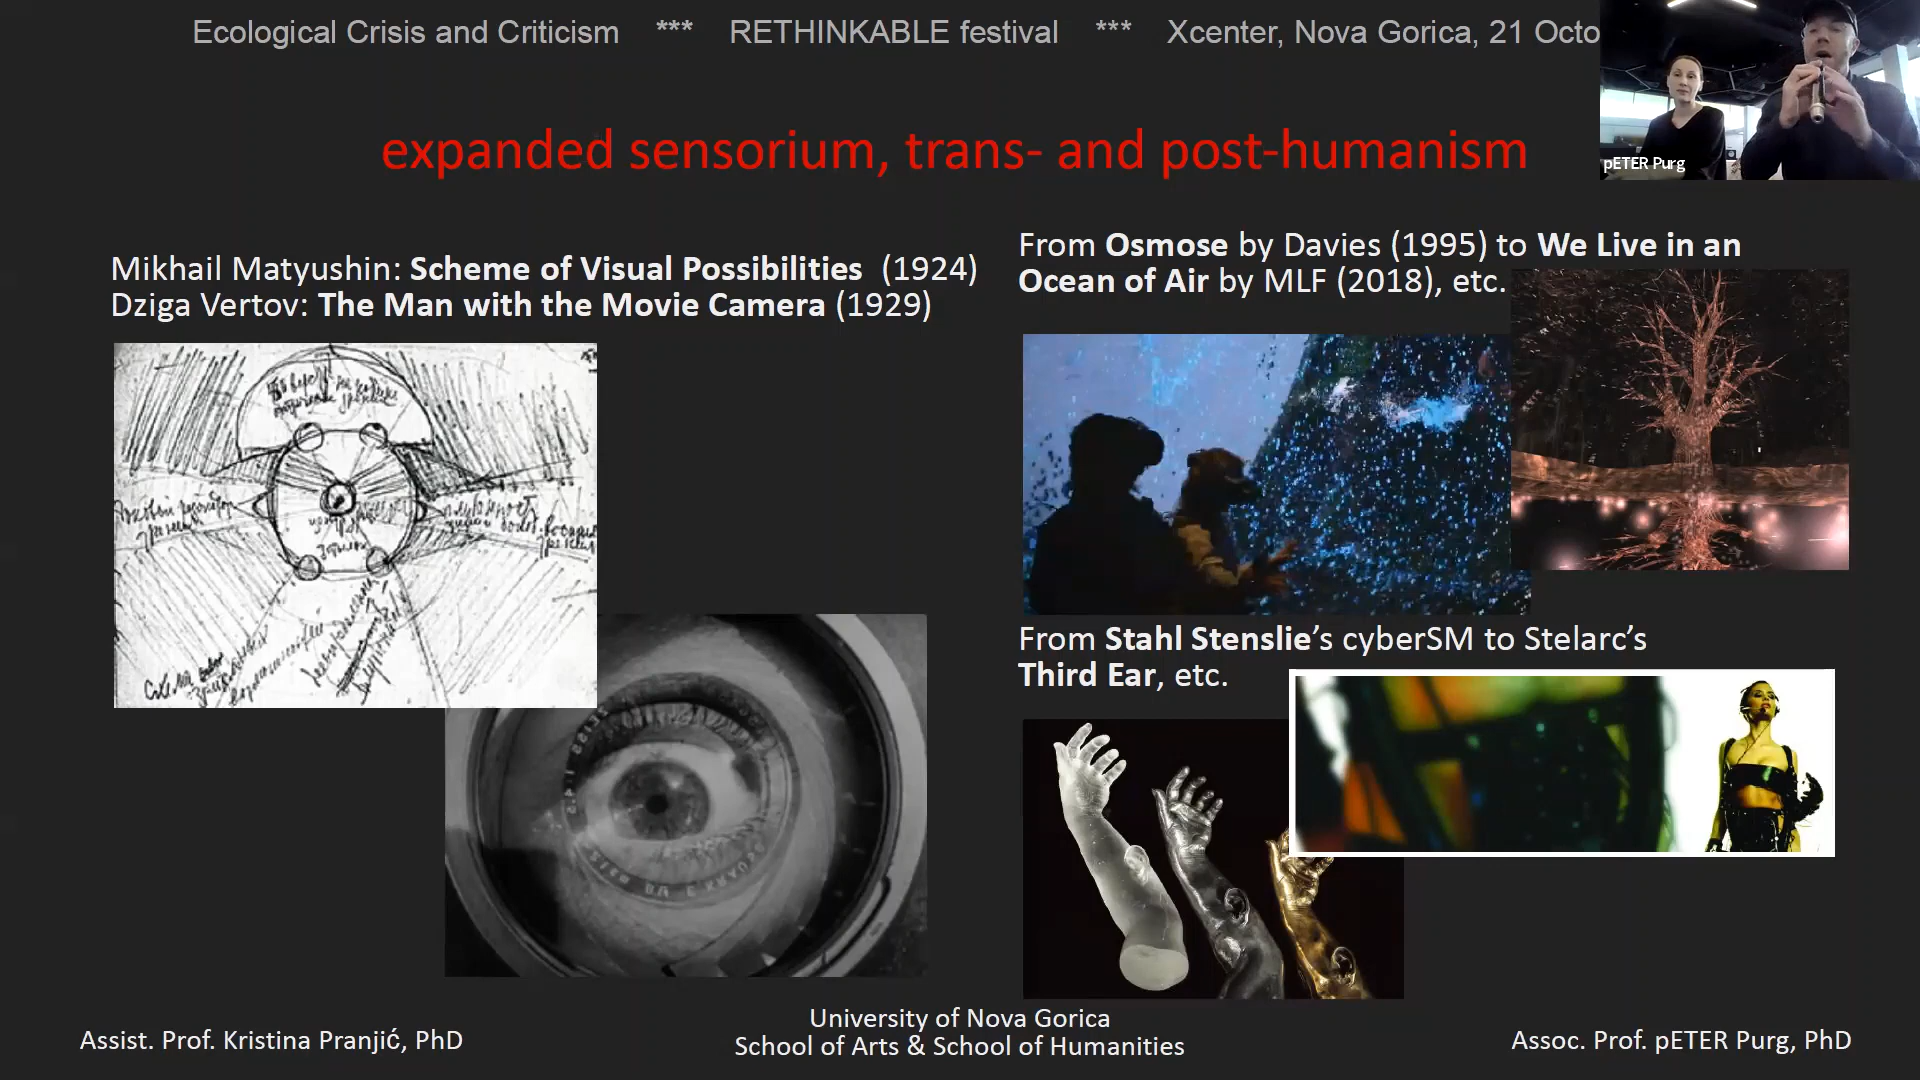 Ecological Crisis and Criticism *** RETHINKABLE festival *** Xcenter, Nova Gorica, 21 Octo
pETER Purg
expanded sensorium, trans- and post-humanism
Mikhail Matyushin: Scheme of Visual Possibilities (1924)
Dziga Vertov: The Man with the Movie Camera (1929)
From Osmose by Davies (1995) to We Live in an
Ocean of Air by MLF (2018), etc.
From Stahl Stenslie’s cyberSM to Stelarc’s
Third Ear, etc.
Assist. Prof. Kristina Pranjić, PhD
University of Nova Gorica
School of Arts & School of Humanities
Assoc. Prof. pETER Purg, PhD